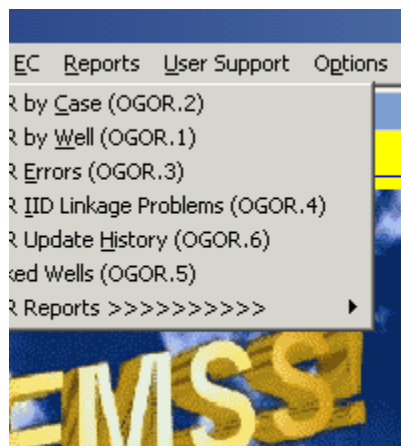 EC Reports User Support Options
R by Case (OGOR.2)
R by Well (OGOR.1)
R Errors (OGOR.3)
R IID Linkage Problems (OGOR.4)
R Update History (OGOR.6)
ked Wells (OGOR.5)
R Reports >>>>>>>>>>
FMSS